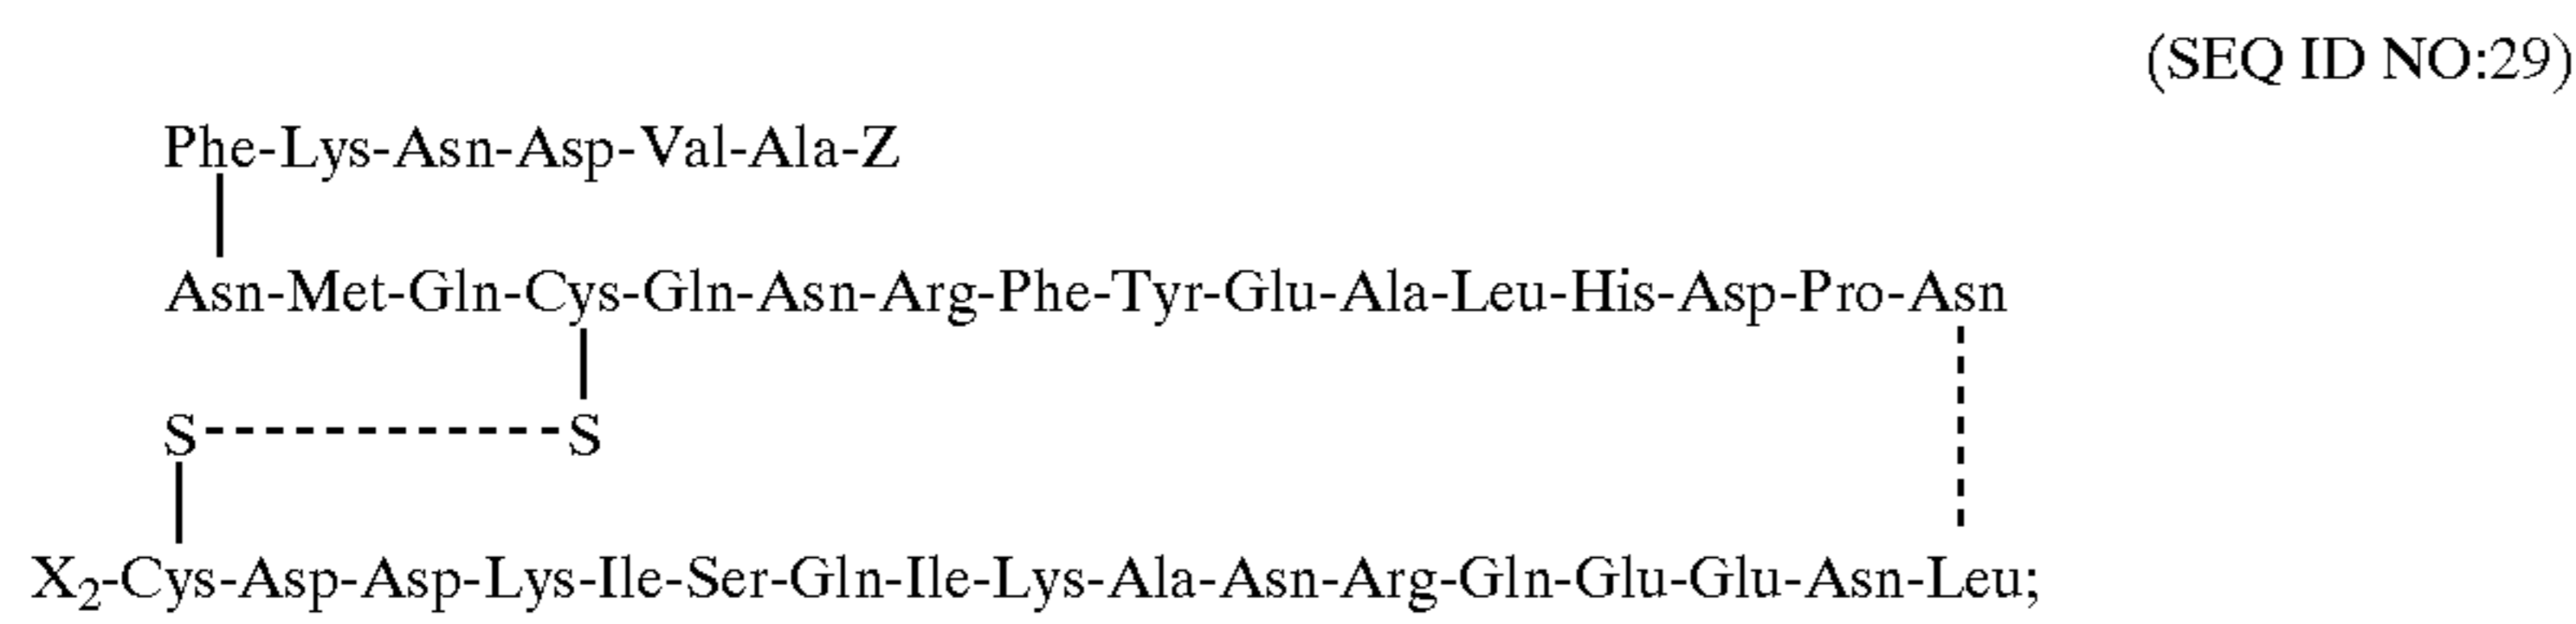 (SEQ ID NO:29)
Phe-Lys-Asn-Asp-Val-Ala-Z
Asn-Met-Gln-Cys-Gln-Asn-Arg-Phe-Tyr-Glu-Ala-Leu-His-Asp-Pro-Asn
S------------S
X₂-Cys-Asp-Asp-Lys-Ile-Ser-Gln-Ile-Lys-Ala-Asn-Arg-Gln-Glu-Glu-Asn-Leu;